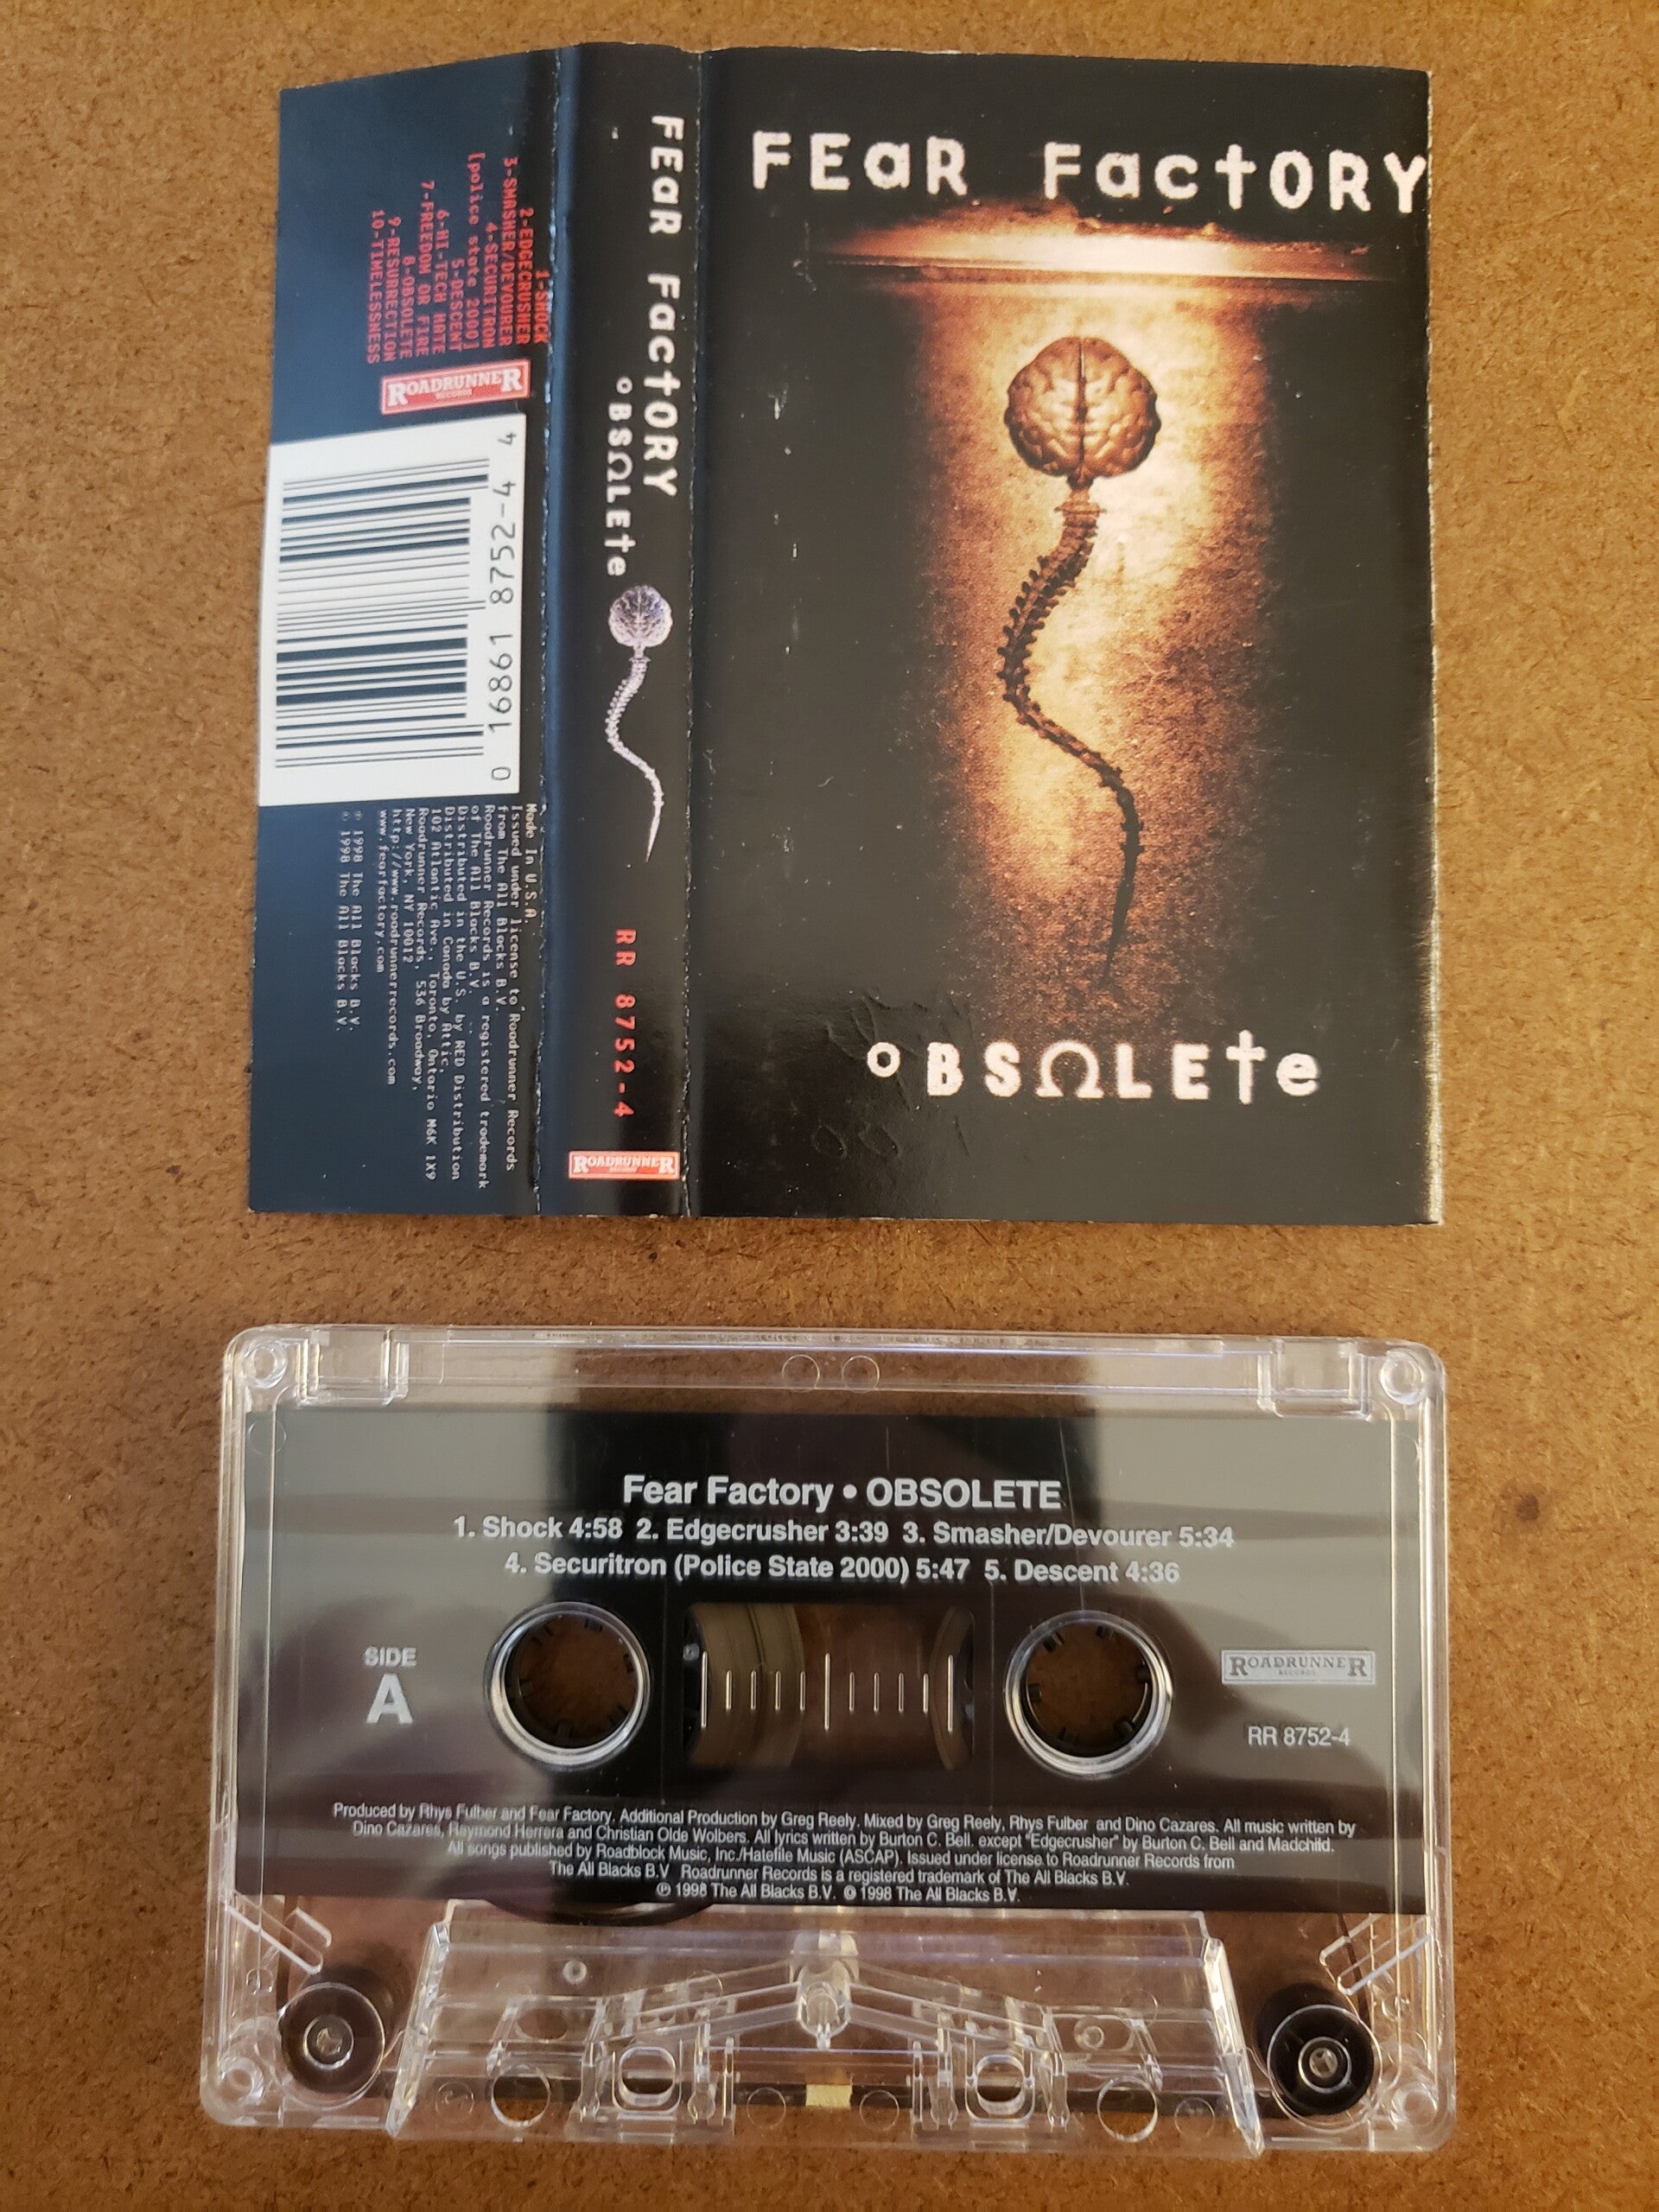 FEaR FactORY
oBSΩLEte
FEaR FactORY
oBSΩLEte
RR 8752-4
ROADRUNNER
RECORDS
1-SHOCK
2-EDGECRUSHER
3-SMASHER/DEVOURER
4-SECURITRON
[police state 2000]
5-DESCENT
6-HI-TECH HATE
7-FREEDOM OR FIRE
8-OBSOLETE
9-RESURRECTION
10-TIMELESSNESS
ROADRUNNER
RECORDS
0 16861 8752-4 4
Made In U.S.A.
Issued under license to Roadrunner Records
from The All Blacks B.V.
Roadrunner Records is a registered trademark
of The All Blacks B.V.
Distributed in the U.S. by RED Distribution
Distributed in Canada by Attic,
102 Atlantic Ave., Toronto, Ontario M6K 1X9
Roadrunner Records, 536 Broadway,
New York, NY 10012
http://www.roadrunnerrecords.com
www.fearfactory.com
℗ 1998 The All Blacks B.V.
© 1998 The All Blacks B.V.
Fear Factory • OBSOLETE
1. Shock 4:58 2. Edgecrusher 3:39 3. Smasher/Devourer 5:34
4. Securitron (Police State 2000) 5:47 5. Descent 4:36
SIDE
A
ROADRUNNER
RECORDS
RR 8752-4
Produced by Rhys Fulber and Fear Factory. Additional Production by Greg Reely. Mixed by Greg Reely, Rhys Fulber and Dino Cazares. All music written by
Dino Cazares, Raymond Herrera and Christian Olde Wolbers. All lyrics written by Burton C. Bell. except "Edgecrusher" by Burton C. Bell and Madchild.
All songs published by Roadblock Music, Inc./Hatefile Music (ASCAP). Issued under license to Roadrunner Records from
The All Blacks B.V Roadrunner Records is a registered trademark of The All Blacks B.V.
℗ 1998 The All Blacks B.V. © 1998 The All Blacks B.V.